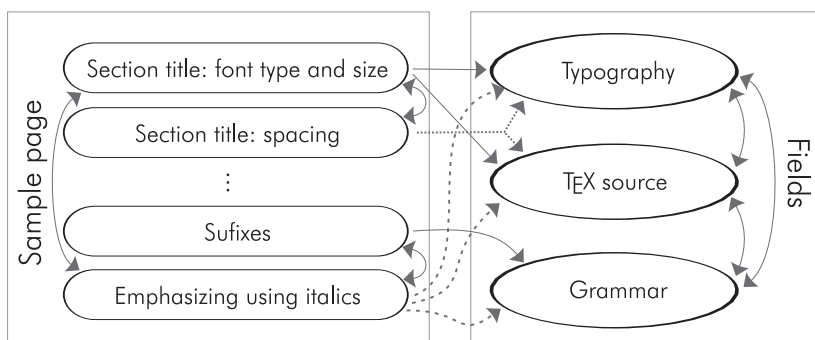 Sample page
Section title: font type and size
Section title: spacing
⋮
Sufixes
Emphasizing using italics
Typography
TEX source
Grammar
Fields